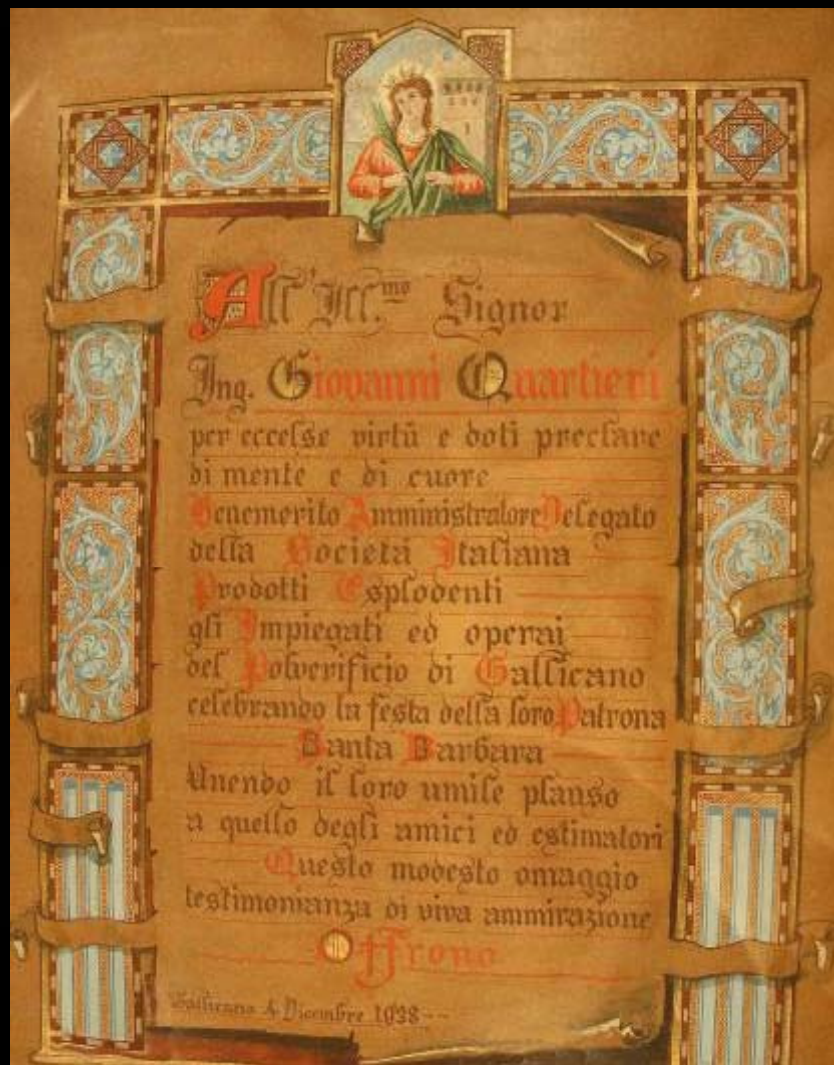 All' Ill.mo Signor
Ing. Giovanni Quartieri
per eccelse virtù e doti preclare
di mente e di cuore
Benemerito Amministratore Delegato
della Società Italiana
Prodotti Esplodenti
gli Impiegati ed operai
del Polverificio di Gallicano
celebrando la festa della loro Patrona
Santa Barbara
Unendo il loro umile plauso
a quello degli amici ed estimatori
Questo modesto omaggio
testimonianza di viva ammirazione
Offrono
Gallicano 4 Dicembre 1938